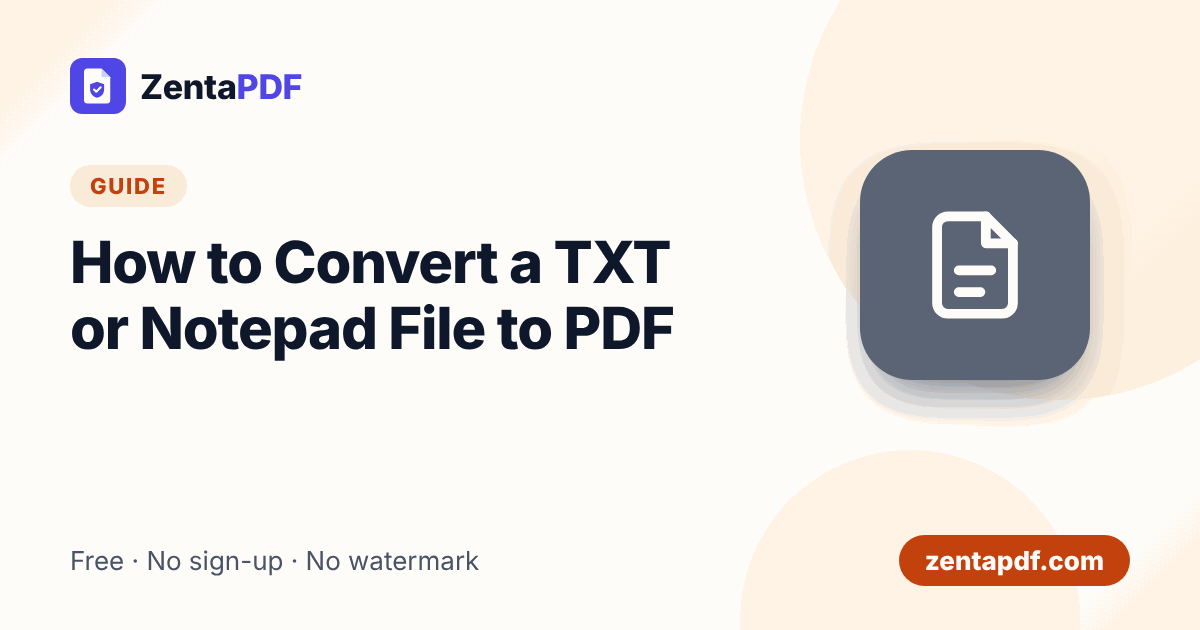 ZentaPDF
GUIDE
How to Convert a TXT
or Notepad File to PDF
Free · No sign-up · No watermark
zentapdf.com